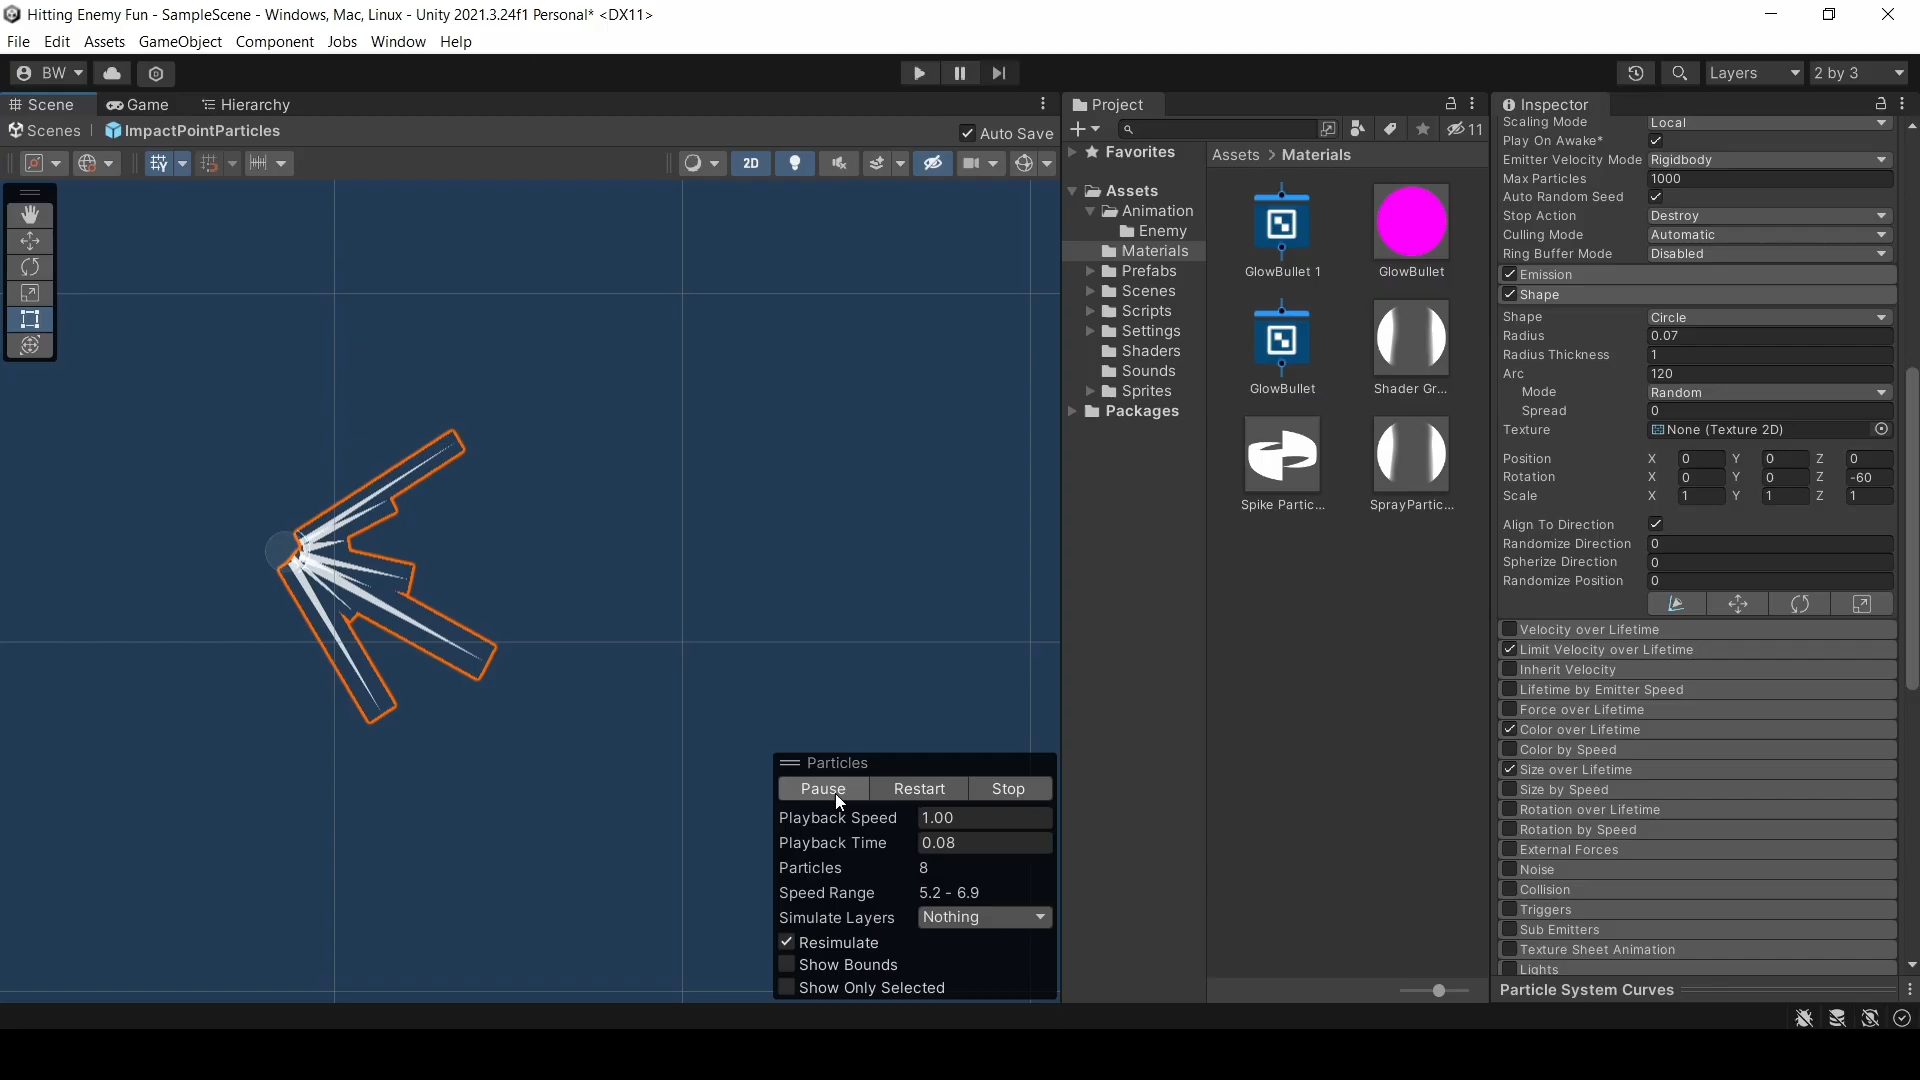 Hitting Enemy Fun - SampleScene - Windows, Mac, Linux - Unity 2021.3.24f1 Personal* <DX11>
File Edit Assets GameObject Component Jobs Window Help
BW
Layers
2 by 3
Scene
Game
Hierarchy
Scenes
ImpactPointParticles
Auto Save
2D
Particles
Pause
Restart
Stop
Playback Speed 1.00
Playback Time 0.08
Particles 8
Speed Range 5.2 - 6.9
Simulate Layers Nothing
Resimulate
Show Bounds
Show Only Selected
Project
11
Favorites
Assets
Animation
Enemy
Materials
Prefabs
Scenes
Scripts
Settings
Shaders
Sounds
Sprites
Packages
Assets > Materials
GlowBullet 1
GlowBullet
GlowBullet
Shader Gr...
Spike Partic...
SprayPartic...
Inspector
Scaling Mode Local
Play On Awake*
Emitter Velocity Mode Rigidbody
Max Particles 1000
Auto Random Seed
Stop Action Destroy
Culling Mode Automatic
Ring Buffer Mode Disabled
Emission
Shape
Shape Circle
Radius 0.07
Radius Thickness 1
Arc 120
Mode Random
Spread 0
Texture None (Texture 2D)
Position X 0 Y 0 Z 0
Rotation X 0 Y 0 Z -60
Scale X 1 Y 1 Z 1
Align To Direction
Randomize Direction 0
Spherize Direction 0
Randomize Position 0
Velocity over Lifetime
Limit Velocity over Lifetime
Inherit Velocity
Lifetime by Emitter Speed
Force over Lifetime
Color over Lifetime
Color by Speed
Size over Lifetime
Size by Speed
Rotation over Lifetime
Rotation by Speed
External Forces
Noise
Collision
Triggers
Sub Emitters
Texture Sheet Animation
Lights
Particle System Curves